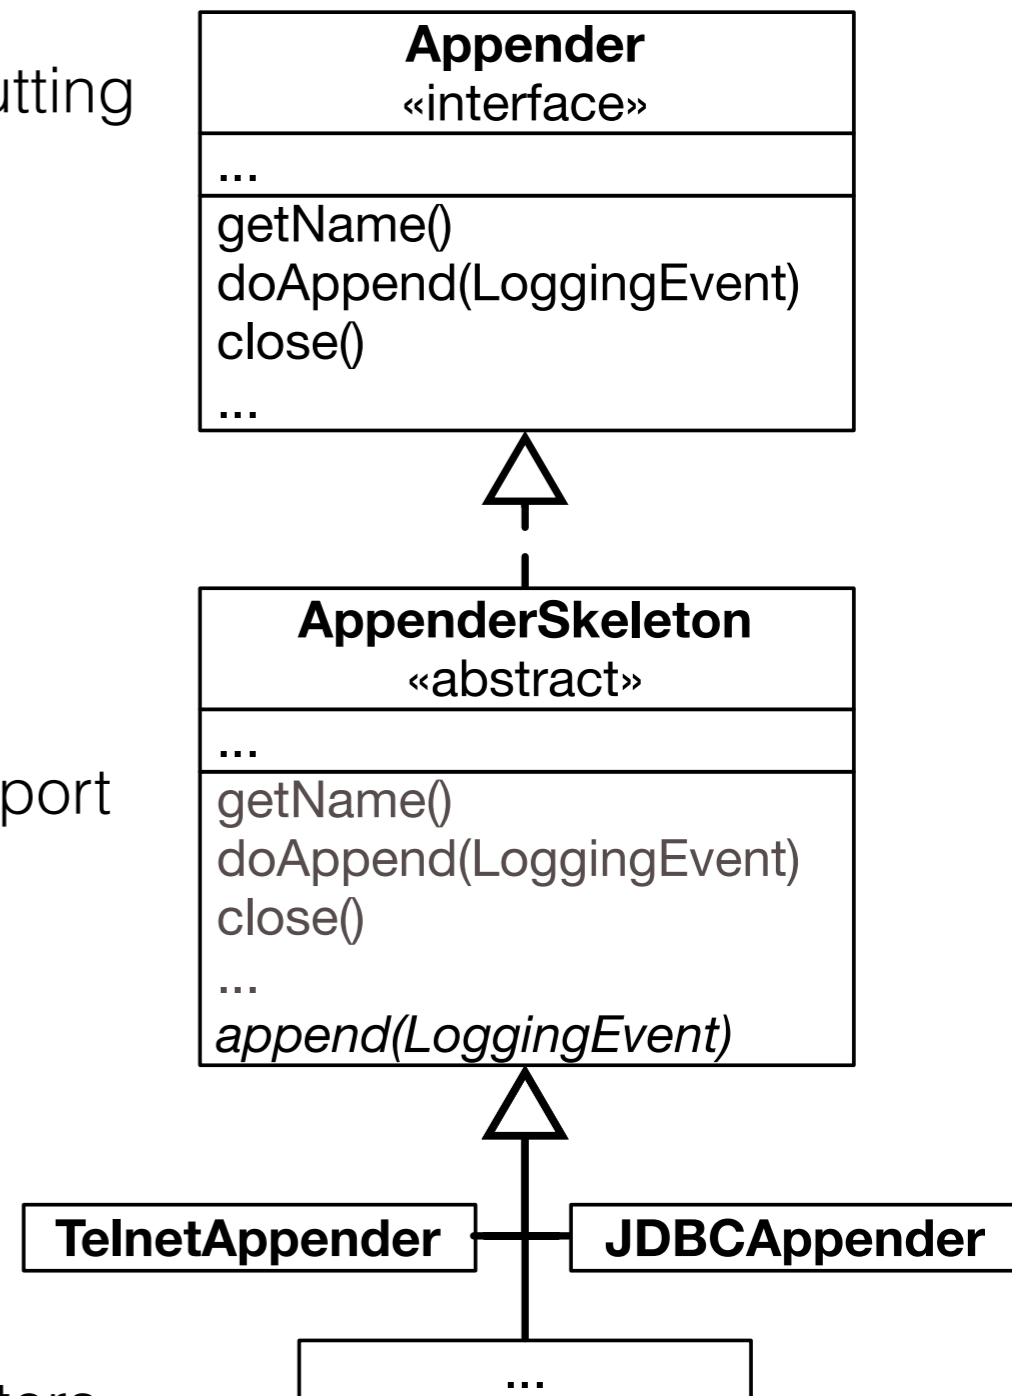 Appender
«interface»
utting
...
getName()
doAppend(LoggingEvent)
close()
...
AppenderSkeleton
«abstract»
...
port
getName()
doAppend(LoggingEvent)
close()
...
append(LoggingEvent)
TelnetAppender
JDBCAppender
...